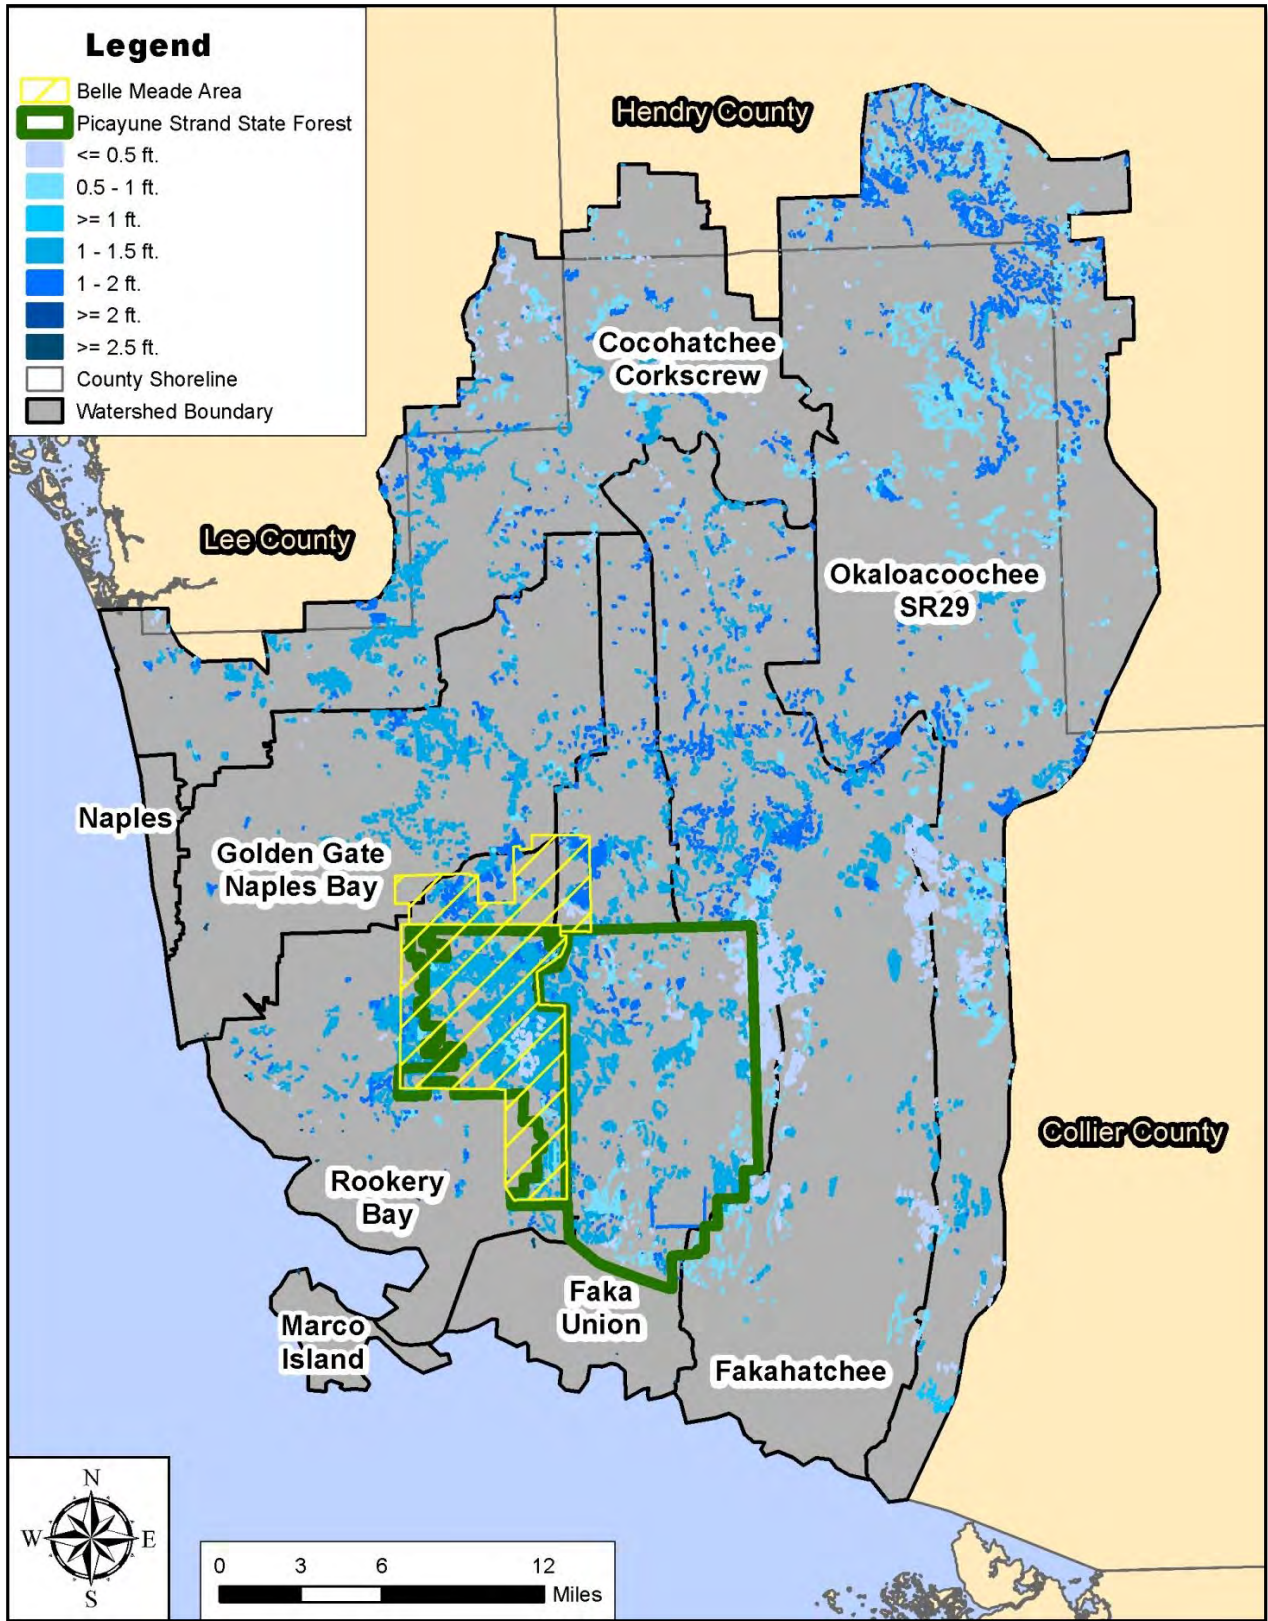 Legend
Belle Meade Area
Picayune Strand State Forest
<= 0.5 ft.
0.5 - 1 ft.
>= 1 ft.
1 - 1.5 ft.
1 - 2 ft.
>= 2 ft.
>= 2.5 ft.
County Shoreline
Watershed Boundary
Hendry County
Cocohatchee
Corkscrew
Lee County
Okaloacoochee
SR29
Naples
Golden Gate
Naples Bay
Collier County
Rookery
Bay
Faka
Union
Marco
Island
Fakahatchee
N
W
E
S
0
3
6
12
Miles